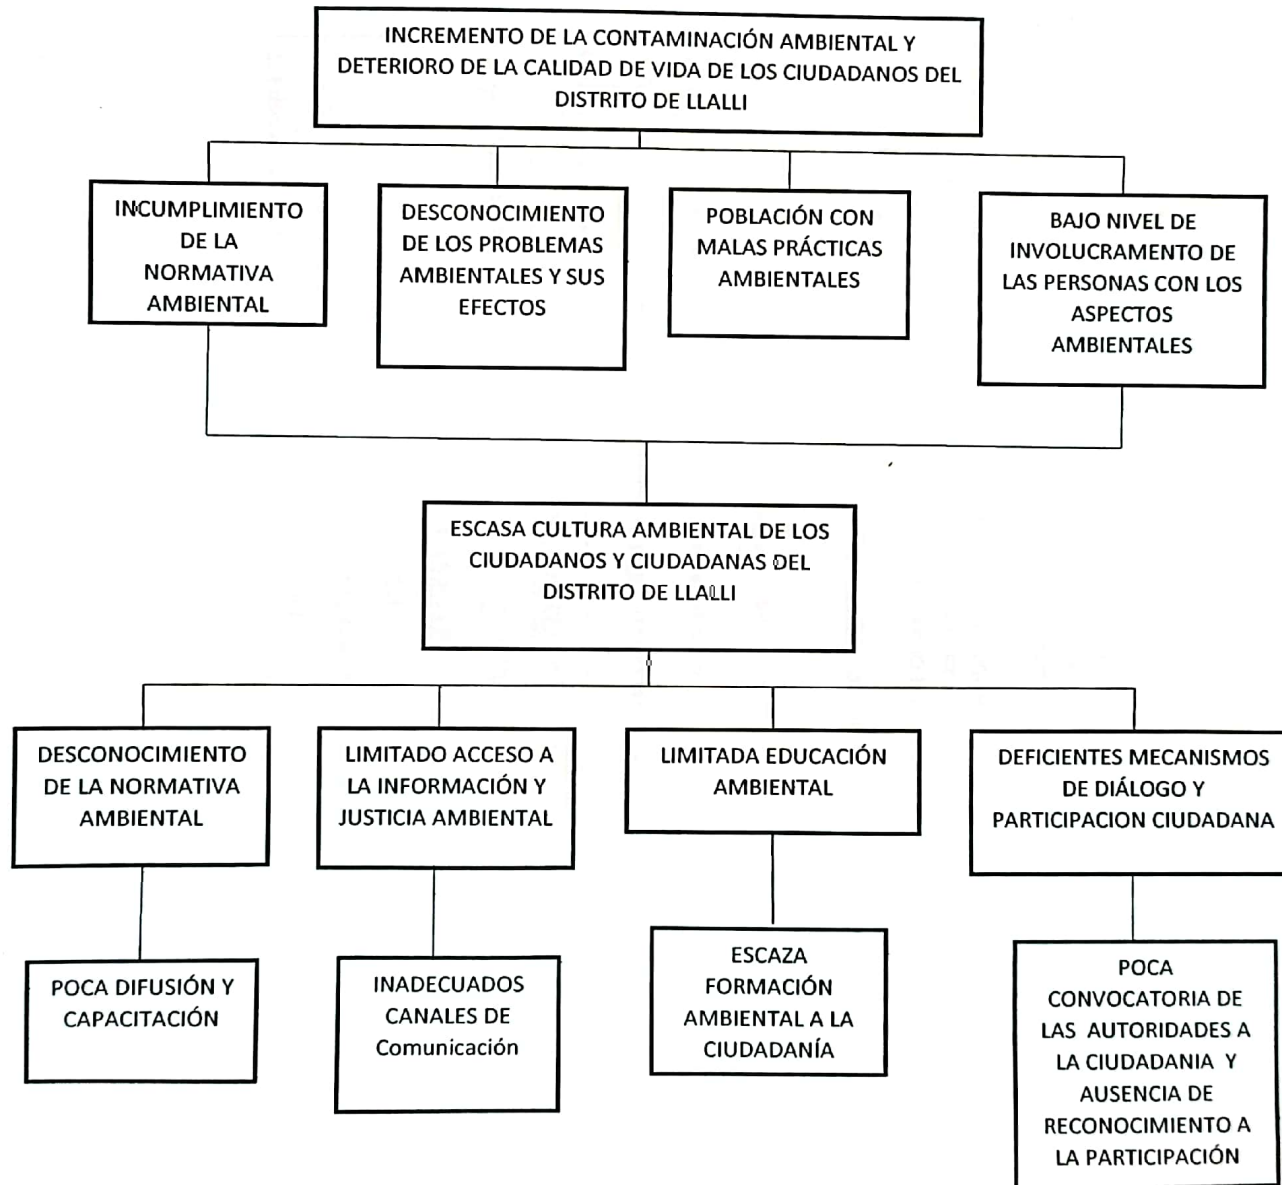 INCREMENTO DE LA CONTAMINACIÓN AMBIENTAL Y
DETERIORO DE LA CALIDAD DE VIDA DE LOS CIUDADANOS DEL
DISTRITO DE LLALLI
INCUMPLIMIENTO
DE LA
NORMATIVA
AMBIENTAL
DESCONOCIMIENTO
DE LOS PROBLEMAS
AMBIENTALES Y SUS
EFECTOS
POBLACIÓN CON
MALAS PRÁCTICAS
AMBIENTALES
BAJO NIVEL DE
INVOLUCRAMENTO DE
LAS PERSONAS CON LOS
ASPECTOS
AMBIENTALES
ESCASA CULTURA AMBIENTAL DE LOS
CIUDADANOS Y CIUDADANAS DEL
DISTRITO DE LLALLI
DESCONOCIMIENTO
DE LA NORMATIVA
AMBIENTAL
LIMITADO ACCESO A
LA INFORMACIÓN Y
JUSTICIA AMBIENTAL
LIMITADA EDUCACIÓN
AMBIENTAL
DEFICIENTES MECANISMOS
DE DIÁLOGO Y
PARTICIPACION CIUDADANA
POCA DIFUSIÓN Y
CAPACITACIÓN
INADECUADOS
CANALES DE
Comunicación
ESCAZA
FORMACIÓN
AMBIENTAL A LA
CIUDADANÍA
POCA
CONVOCATORIA DE
LAS AUTORIDADES A
LA CIUDADANIA Y
AUSENCIA DE
RECONOCIMIENTO A
LA PARTICIPACIÓN